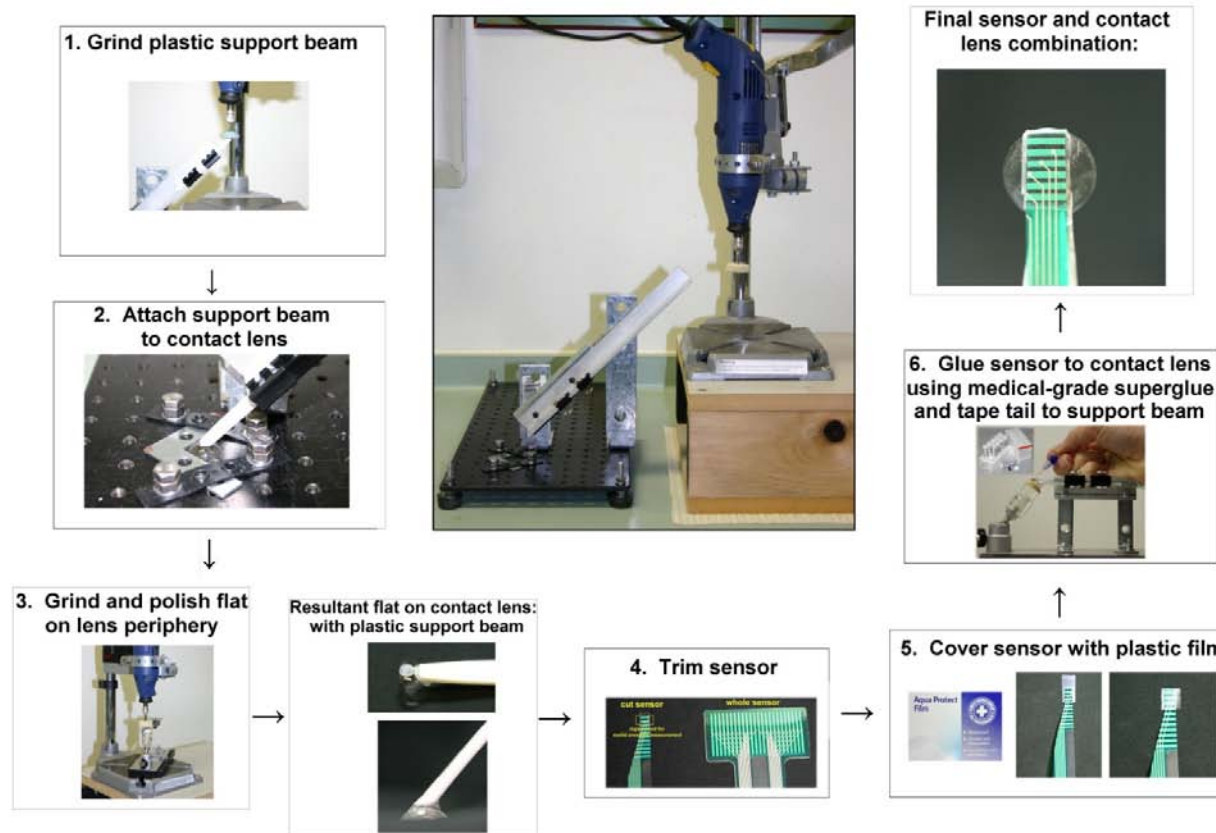 1. Grind plastic support beam
2. Attach support beam
to contact lens
3. Grind and polish flat
on lens periphery
Resultant flat on contact lens:
with plastic support beam
4. Trim sensor
cut sensor
whole sensor
5. Cover sensor with plastic film
Aqua Protect
Film
6. Glue sensor to contact lens
using medical-grade superglue
and tape tail to support beam
Final sensor and contact
lens combination: